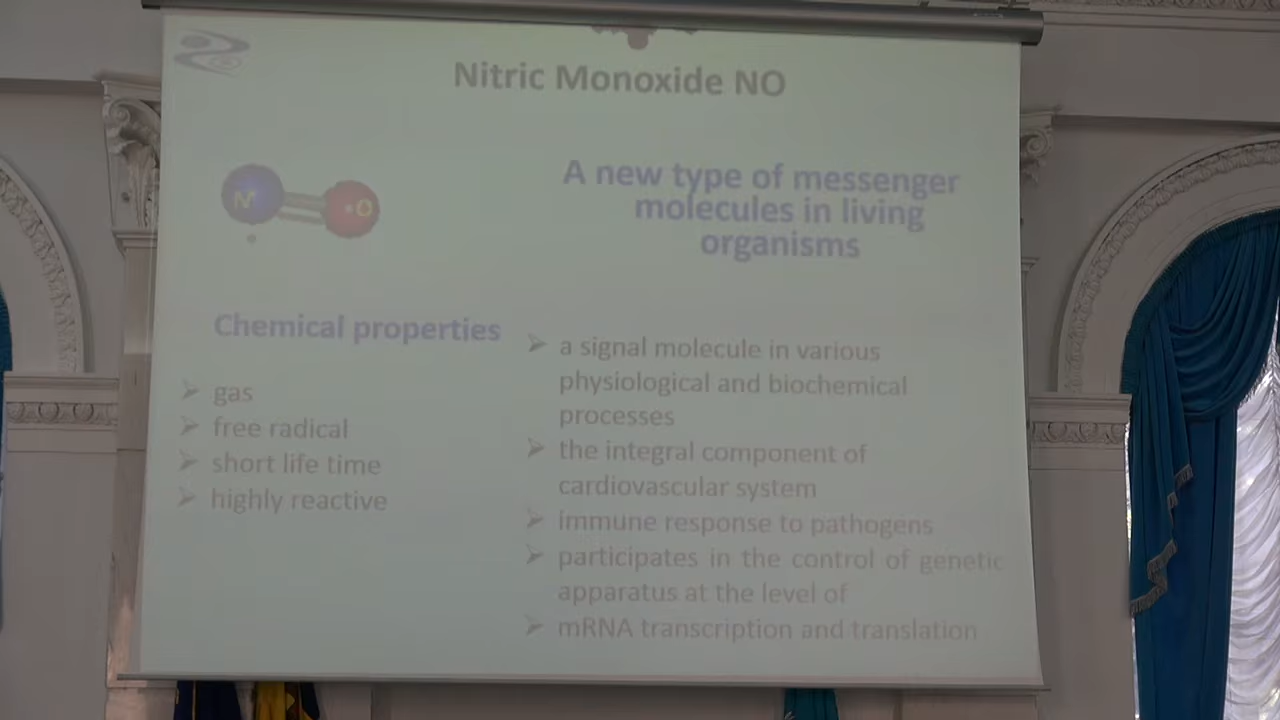 Nitric Monoxide NO
N
O
A new type of messenger
molecules in living
organisms
Chemical properties
gas
free radical
short life time
highly reactive
a signal molecule in various
physiological and biochemical
processes
the integral component of
cardiovascular system
immune response to pathogens
participates in the control of genetic
apparatus at the level of
mRNA transcription and translation